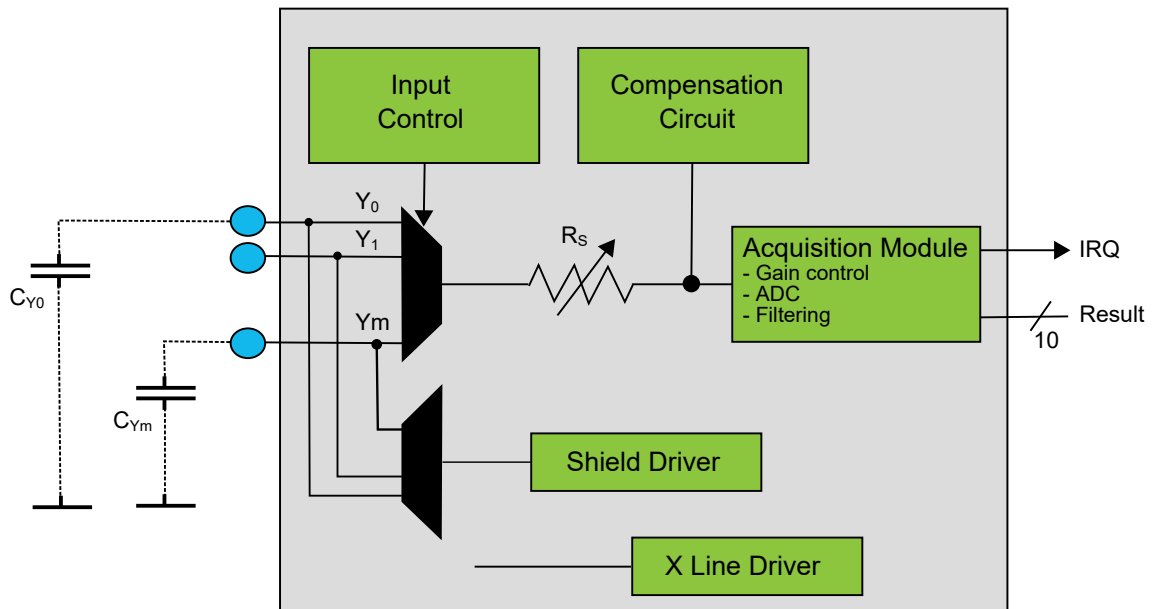 Input
Control
Compensation
Circuit
Y0
Y1
RS
Acquisition Module
- Gain control
- ADC
- Filtering
IRQ
Result
10
CY0
Ym
CYm
Shield Driver
X Line Driver